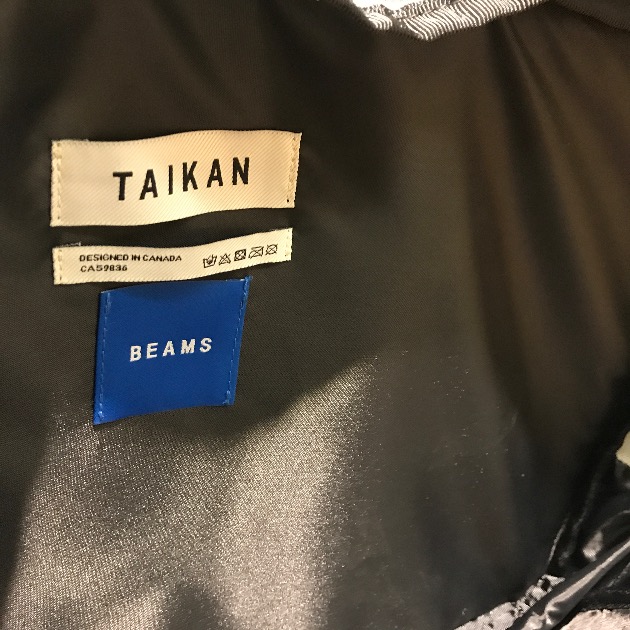 TAIKAN
DESIGNED IN CANADA
CA59836
BEAMS